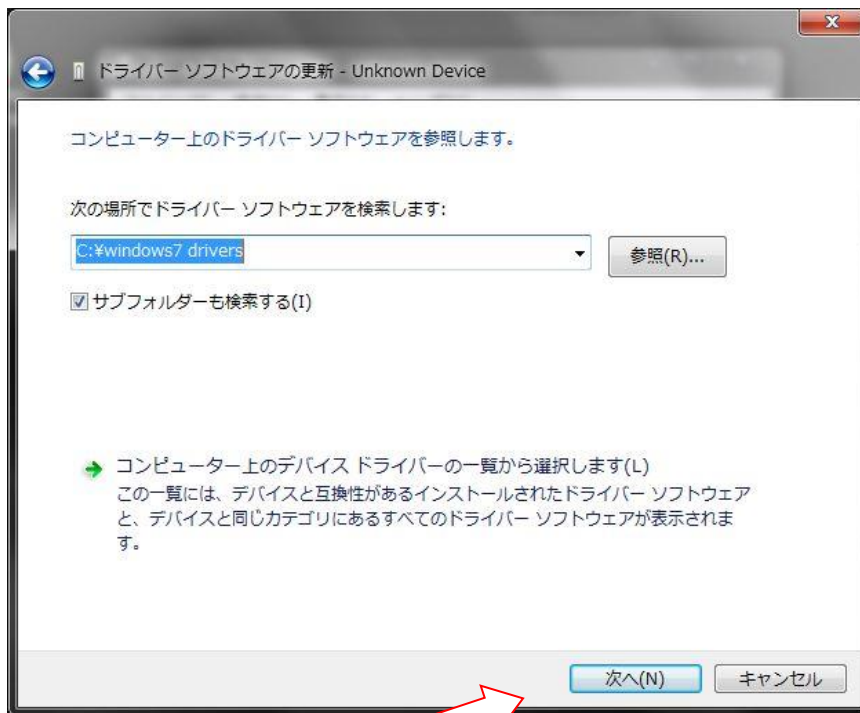 ドライバー ソフトウェアの更新 - Unknown Device
コンピューター上のドライバー ソフトウェアを参照します。
次の場所でドライバー ソフトウェアを検索します:
C:¥windows7 drivers
参照(R)...
サブフォルダーも検索する(I)
コンピューター上のデバイス ドライバーの一覧から選択します(L)
この一覧には、デバイスと互換性があるインストールされたドライバー ソフトウェア
と、デバイスと同じカテゴリにあるすべてのドライバー ソフトウェアが表示されま
す。
次へ(N)
キャンセル